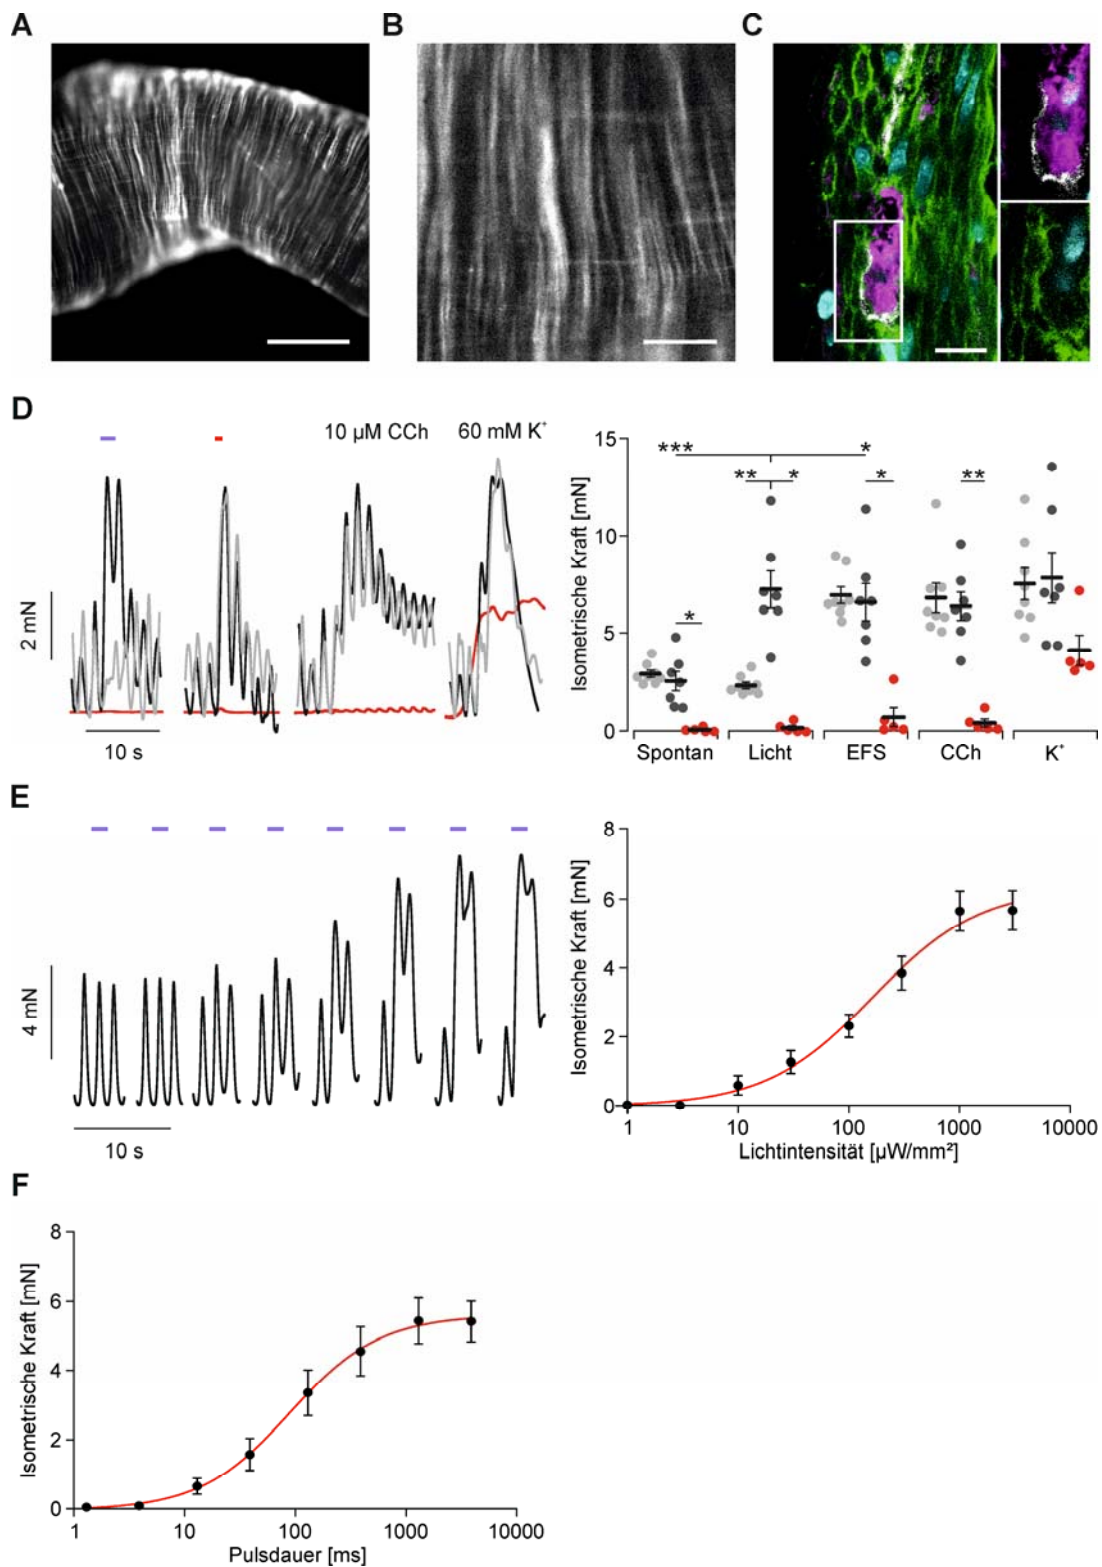 A
B
C
D
10 µM CCh
60 mM K⁺
2 mN
10 s
Isometrische Kraft [mN]
15
10
5
0
***
*
**
*
*
**
*
Spontan
Licht
EFS
CCh
K⁺
E
4 mN
10 s
Isometrische Kraft [mN]
8
6
4
2
0
1
10
100
1000
10000
Lichtintensität [µW/mm²]
F
Isometrische Kraft [mN]
8
6
4
2
0
1
10
100
1000
10000
Pulsdauer [ms]